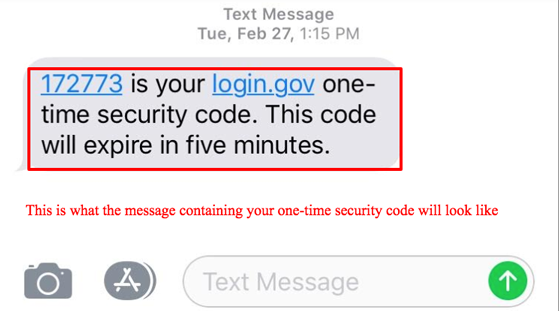 Text Message
Tue, Feb 27, 1:15 PM
172773 is your login.gov one-
time security code. This code
will expire in five minutes.
This is what the message containing your one-time security code will look like
Text Message